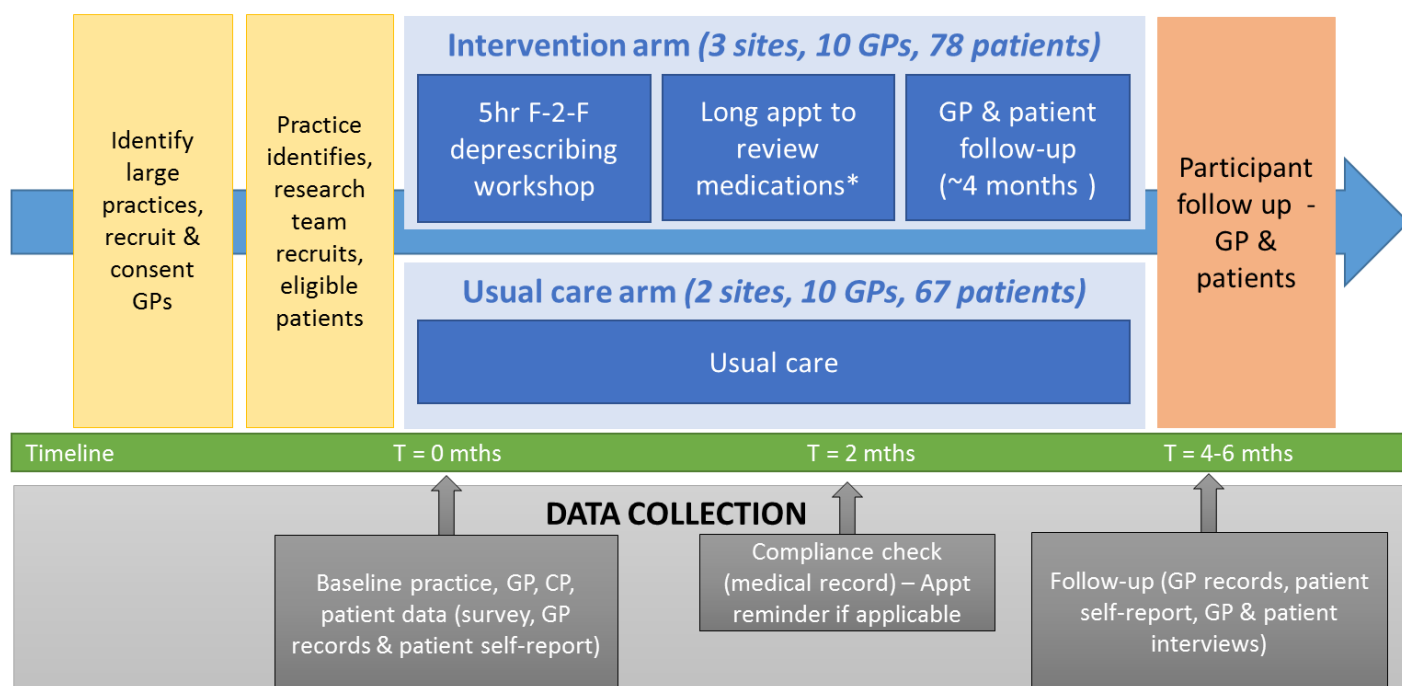 Identify
large
practices,
recruit &
consent
GPs
Practice
identifies,
research
team
recruits,
eligible
patients
Intervention arm (3 sites, 10 GPs, 78 patients)
5hr F-2-F
deprescribing
workshop
Long appt to
review
medications*
GP & patient
follow-up
(~4 months )
Usual care arm (2 sites, 10 GPs, 67 patients)
Usual care
Participant
follow up -
GP &
patients
Timeline
T = 0 mths
T = 2 mths
T = 4-6 mths
DATA COLLECTION
Baseline practice, GP, CP,
patient data (survey, GP
records & patient self-report)
Compliance check
(medical record) – Appt
reminder if applicable
Follow-up (GP records, patient
self-report, GP & patient
interviews)